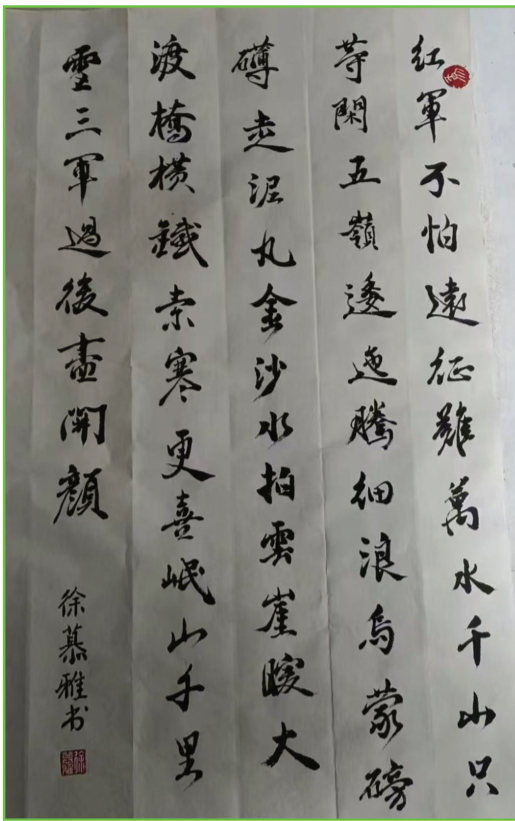 紅軍不怕遠征難萬水千山只
等閑五嶺逶迤騰細浪烏蒙磅
礴走泥丸金沙水拍雲崖暖大
渡橋橫鐵索寒更喜岷山千里
雪三軍過後盡開顏
徐慕雅书